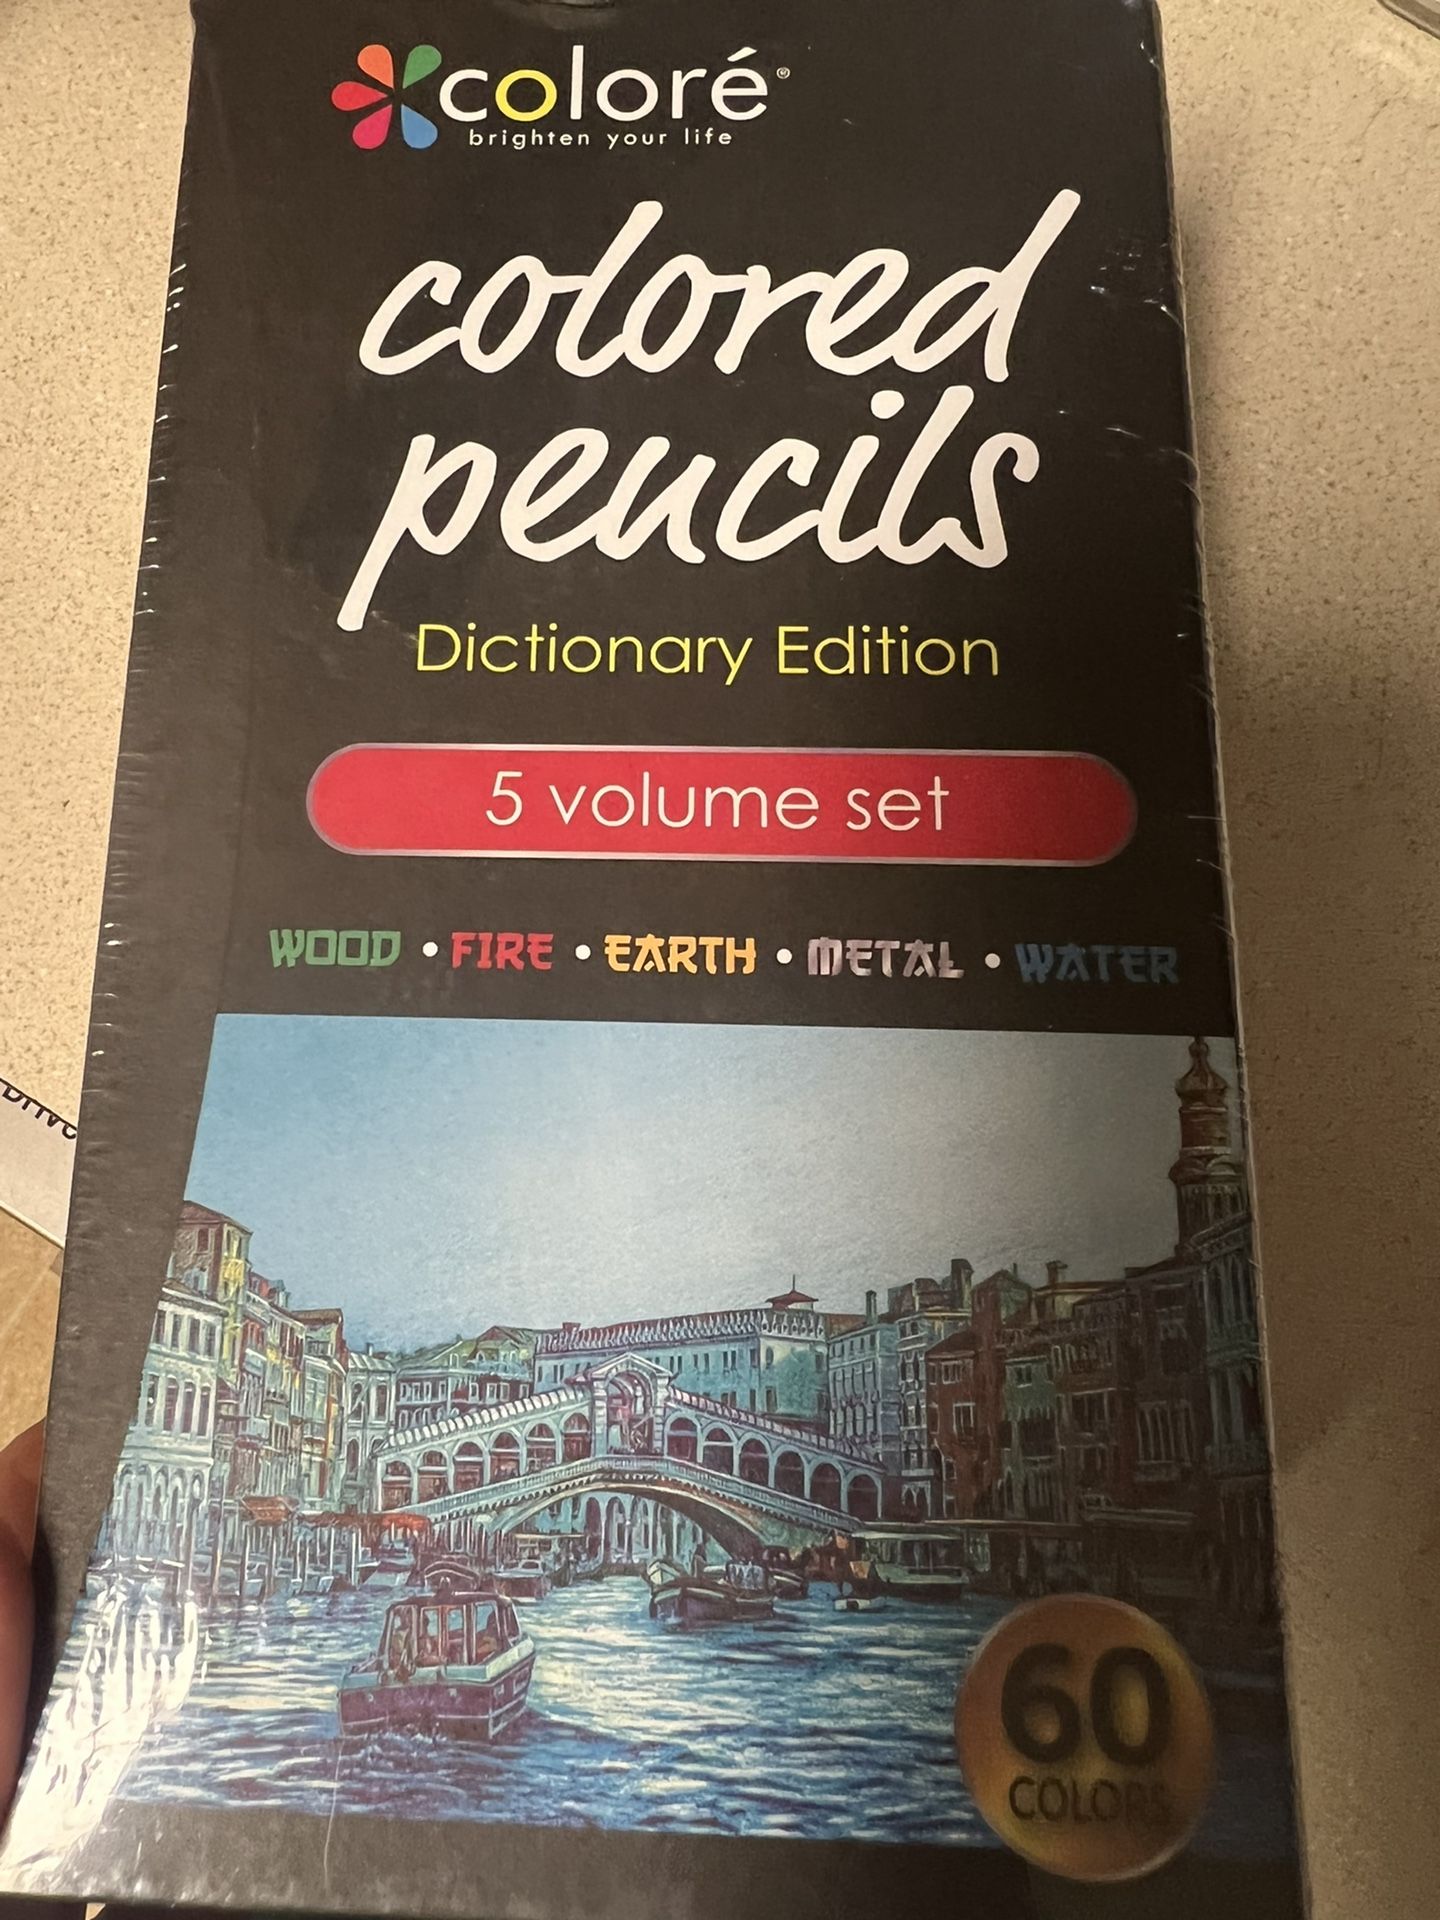 coloré®
brighten your life
colored
pencils
Dictionary Edition
5 volume set
WOOD • FIRE • EARTH • METAL • WATER
60
COLORS